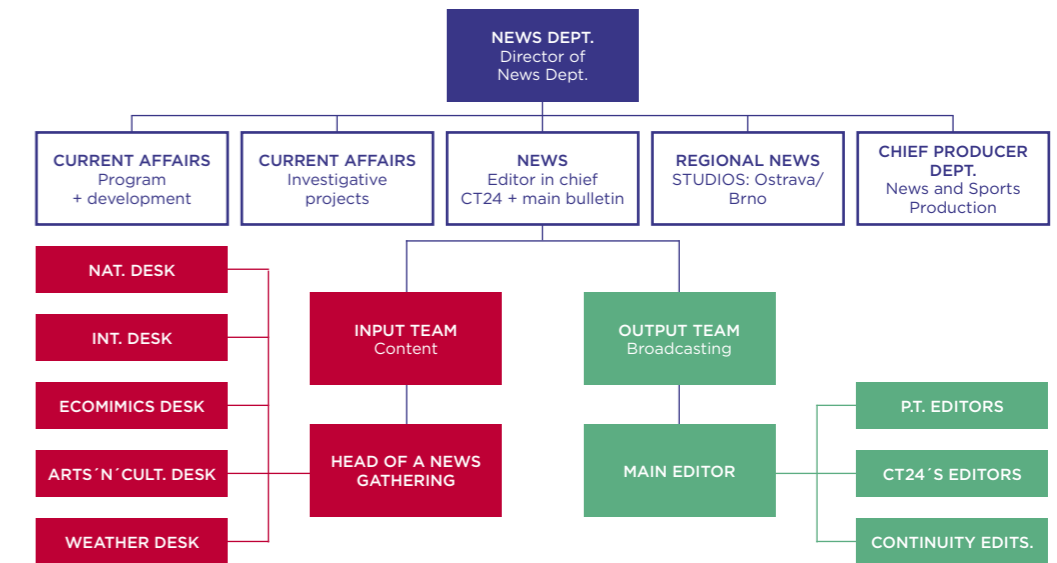 NEWS DEPT.
Director of
News Dept.
CURRENT AFFAIRS
Program
+ development
CURRENT AFFAIRS
Investigative
projects
NEWS
Editor in chief
CT24 + main bulletin
REGIONAL NEWS
STUDIOS: Ostrava/
Brno
CHIEF PRODUCER
DEPT.
News and Sports
Production
NAT. DESK
INT. DESK
ECOMIMICS DESK
ARTS´N´CULT. DESK
WEATHER DESK
INPUT TEAM
Content
HEAD OF A NEWS
GATHERING
OUTPUT TEAM
Broadcasting
MAIN EDITOR
P.T. EDITORS
CT24´S EDITORS
CONTINUITY EDITS.